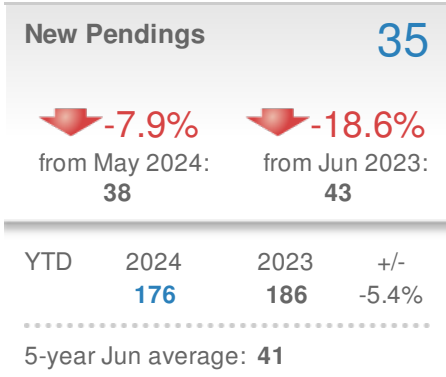 New Pendings 35
-7.9% -18.6%
from May 2024: from Jun 2023:
38 43
YTD 2024 2023 +/-
176 186 -5.4%
5-year Jun average: 41